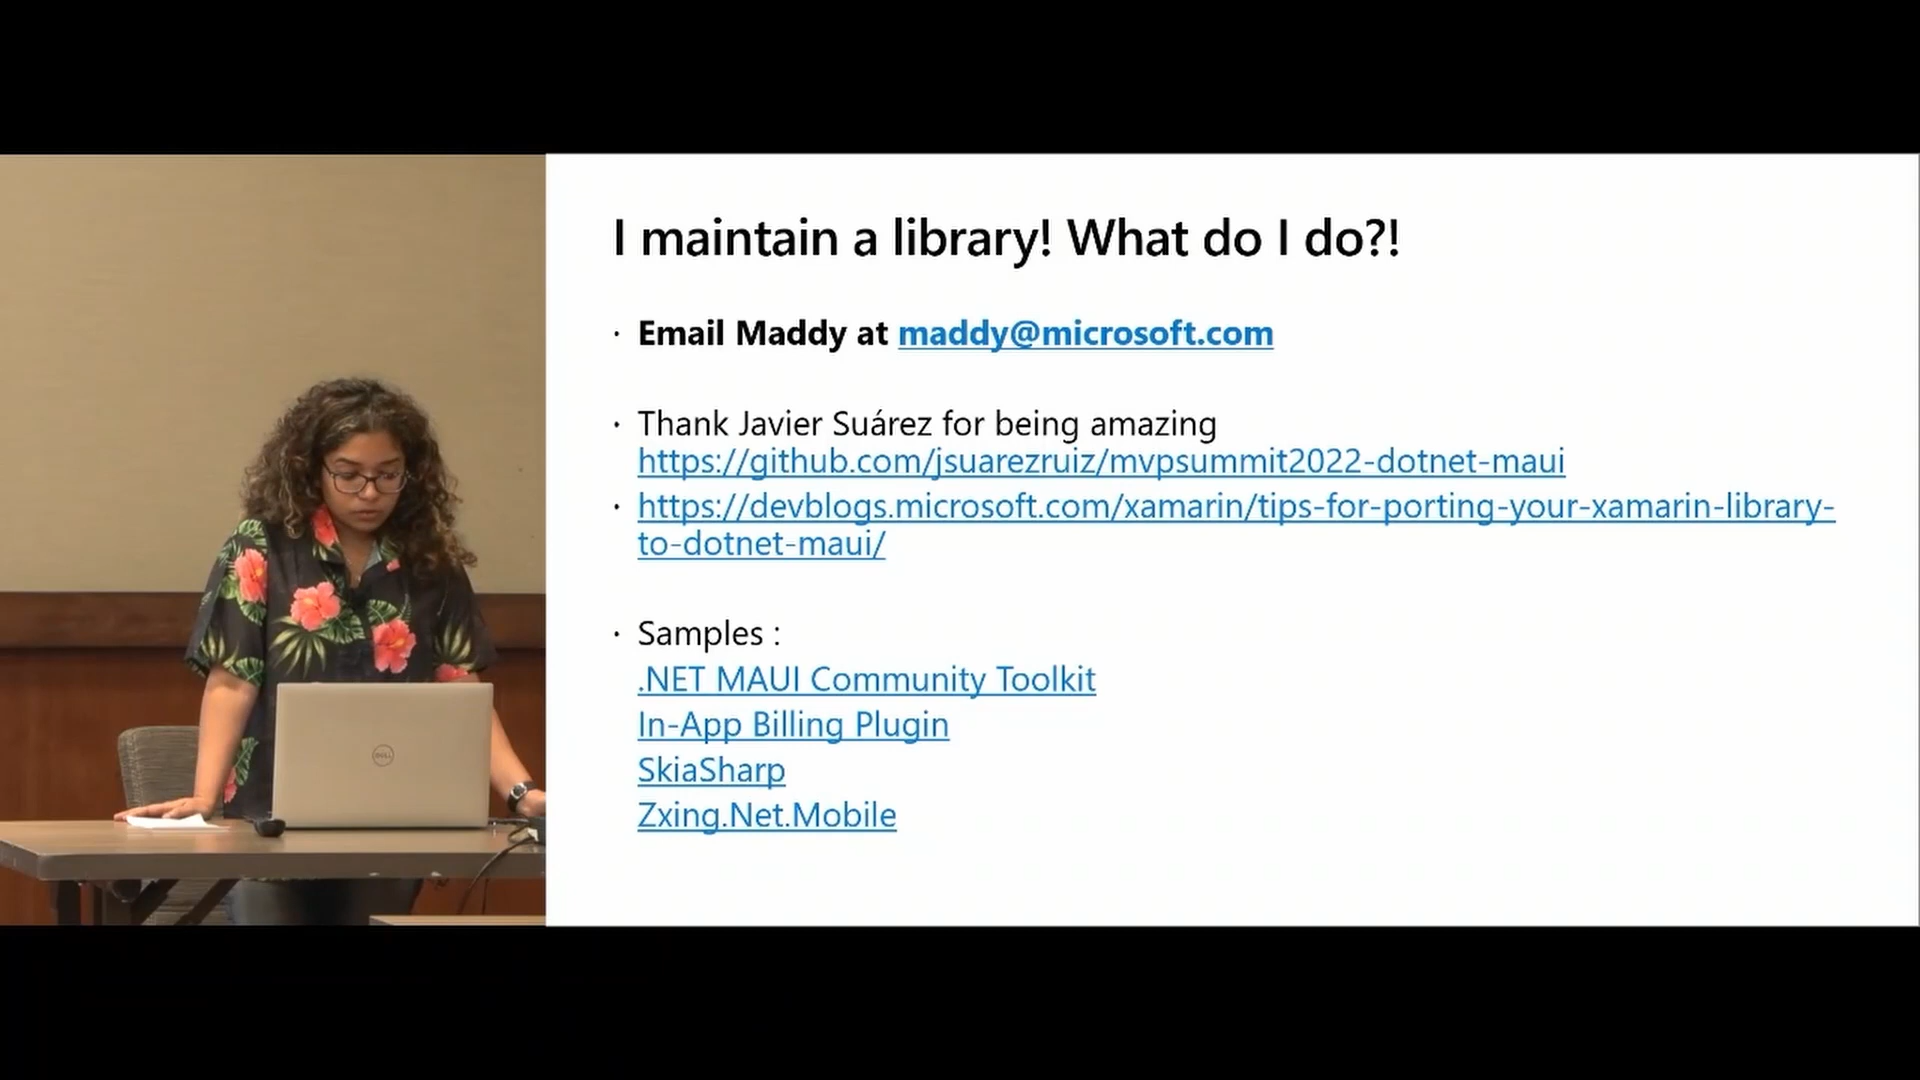 I maintain a library! What do I do?!
· Email Maddy at maddy@microsoft.com
· Thank Javier Suárez for being amazing
https://github.com/jsuarezruiz/mvpsummit2022-dotnet-maui
· https://devblogs.microsoft.com/xamarin/tips-for-porting-your-xamarin-library-
to-dotnet-maui/
· Samples :
.NET MAUI Community Toolkit
In-App Billing Plugin
SkiaSharp
Zxing.Net.Mobile
DELL